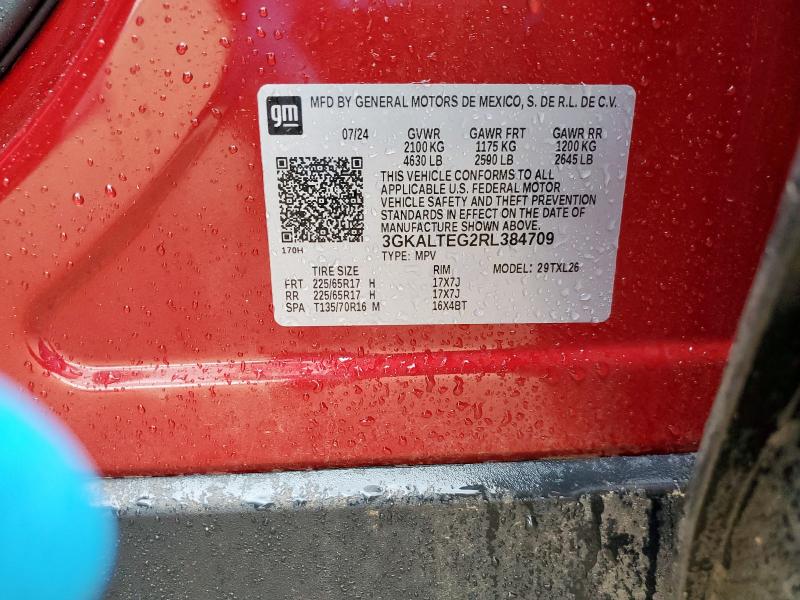 gm
MFD BY GENERAL MOTORS DE MEXICO, S. DE R.L. DE C.V.
07/24 GVWR GAWR FRT GAWR RR
2100 KG 1175 KG 1200 KG
4630 LB 2590 LB 2645 LB
THIS VEHICLE CONFORMS TO ALL
APPLICABLE U.S. FEDERAL MOTOR
VEHICLE SAFETY AND THEFT PREVENTION
STANDARDS IN EFFECT ON THE DATE OF
MANUFACTURE SHOWN ABOVE.
170H 3GKALTEG2RL384709
TYPE: MPV
TIRE SIZE RIM MODEL: 29TXL26
FRT 225/65R17 H 17X7J
RR 225/65R17 H 17X7J
SPA T135/70R16 M 16X4BT